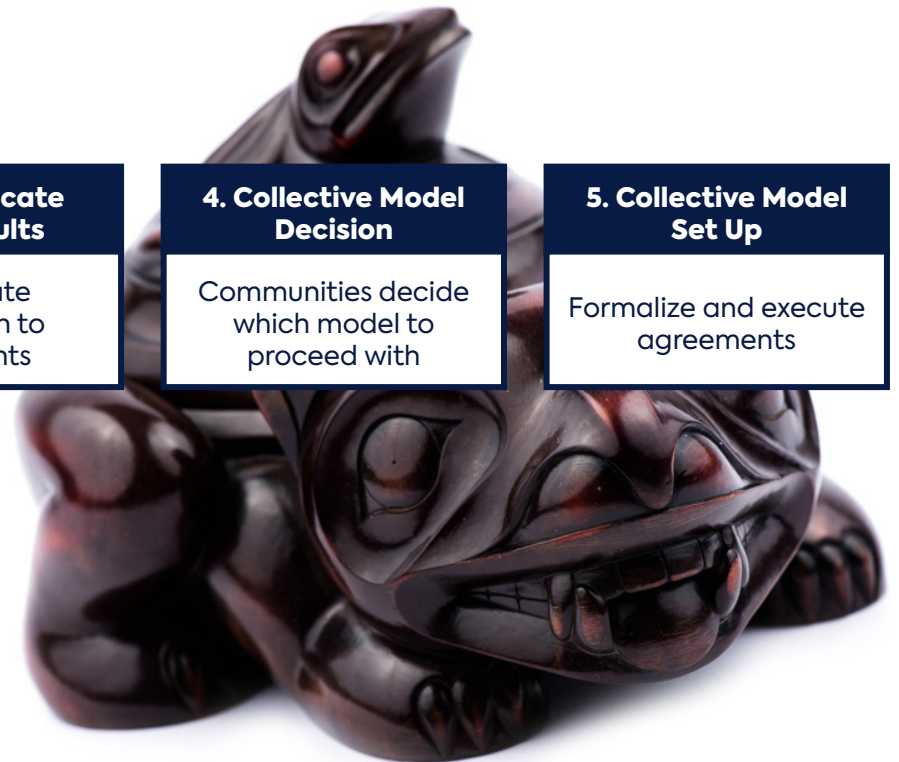 4. Collective Model
Decision
Communities decide
which model to
proceed with
5. Collective Model
Set Up
Formalize and execute
agreements